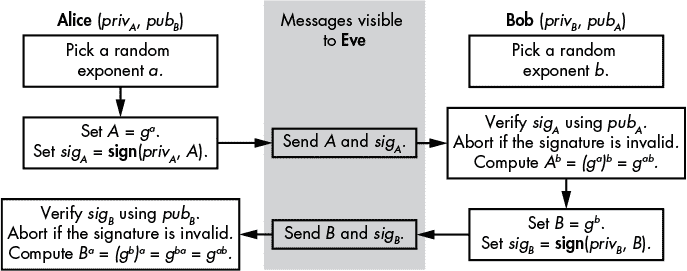 Alice (priv_A, pub_B)
Pick a random
exponent a.
Set A = g^a.
Set sig_A = sign(priv_A, A).
Verify sig_B using pub_B.
Abort if the signature is invalid.
Compute B^a = (g^b)^a = g^ba = g^ab.
Messages visible
to Eve
Send A and sig_A.
Send B and sig_B.
Bob (priv_B, pub_A)
Pick a random
exponent b.
Verify sig_A using pub_A.
Abort if the signature is invalid.
Compute A^b = (g^a)^b = g^ab.
Set B = g^b.
Set sig_B = sign(priv_B, B).